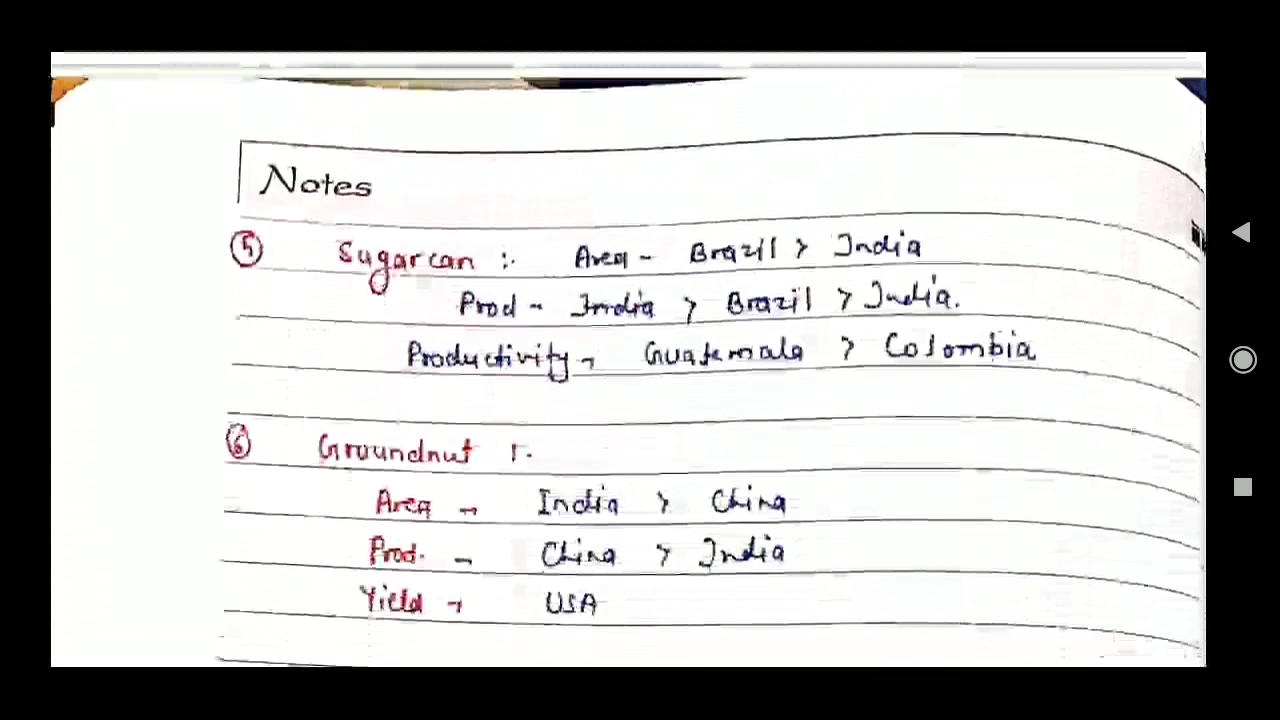 Notes
5 Sugarcan :- Area - Brazil > India
Prod - India > Brazil > India.
Productivity - Guatemala > Colombia
6 Groundnut :-
Area - India > China
Prod. - China > India
Yield - USA